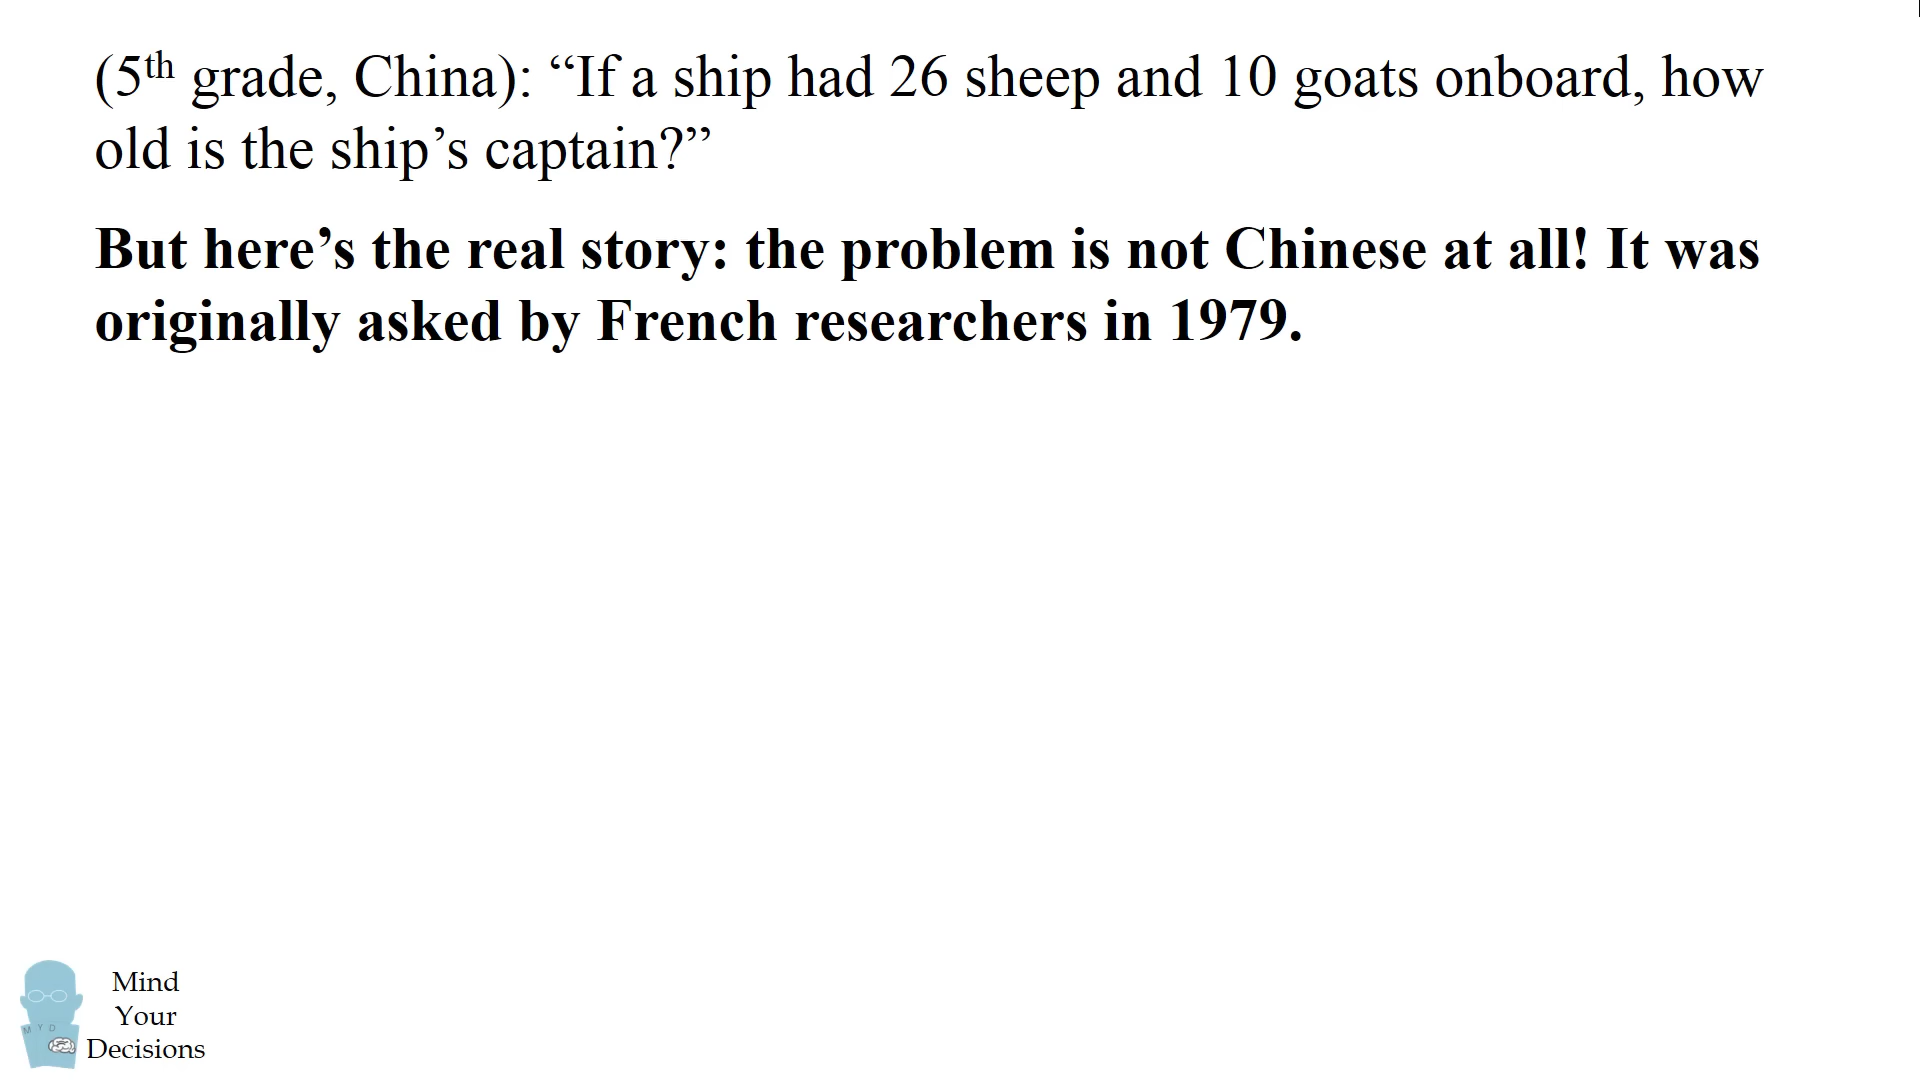 (5th grade, China): “If a ship had 26 sheep and 10 goats onboard, how
old is the ship’s captain?”
But here’s the real story: the problem is not Chinese at all! It was
originally asked by French researchers in 1979.
Mind
Your
Decisions
M Y D